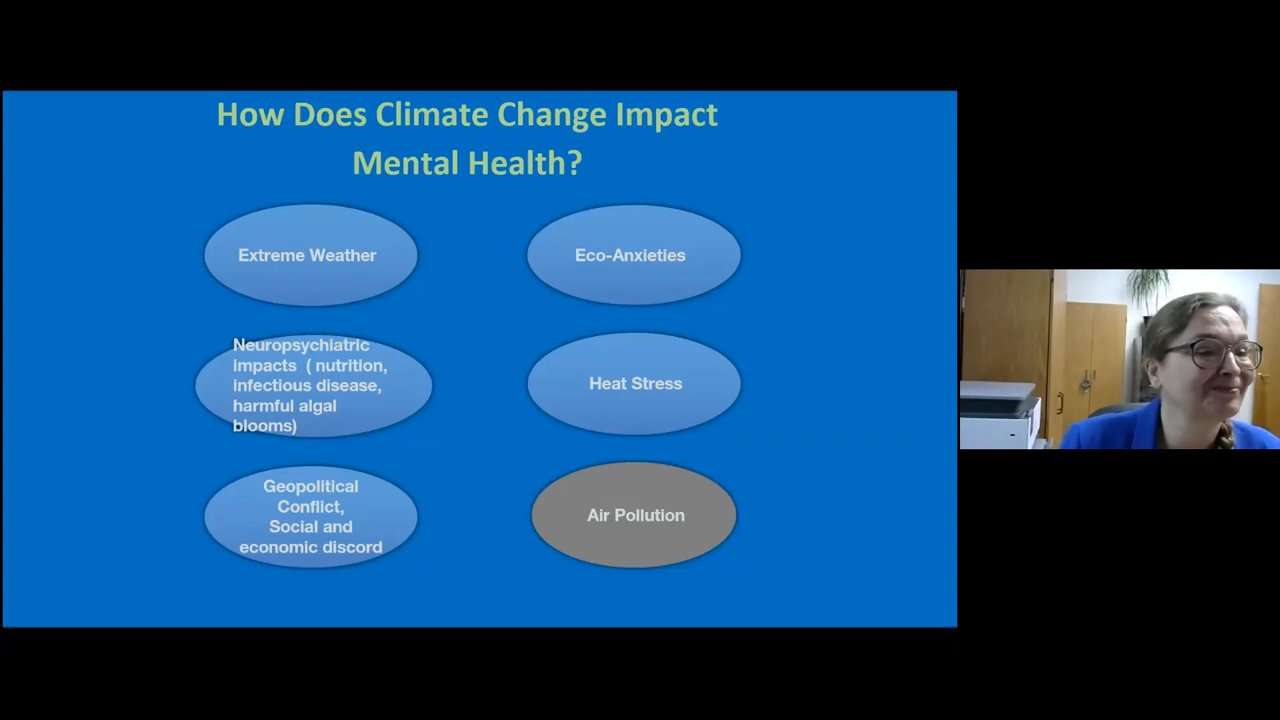 How Does Climate Change Impact
Mental Health?
Extreme Weather
Eco-Anxieties
Neuropsychiatric
impacts ( nutrition,
infectious disease,
harmful algal
blooms)
Heat Stress
Geopolitical
Conflict,
Social and
economic discord
Air Pollution